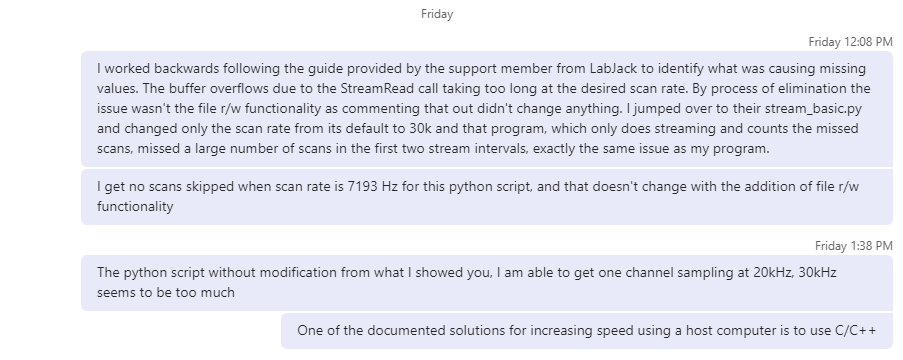 Friday
Friday 12:08 PM
I worked backwards following the guide provided by the support member from LabJack to identify what was causing missing
values. The buffer overflows due to the StreamRead call taking too long at the desired scan rate. By process of elimination the
issue wasn't the file r/w functionality as commenting that out didn't change anything. I jumped over to their stream_basic.py
and changed only the scan rate from its default to 30k and that program, which only does streaming and counts the missed
scans, missed a large number of scans in the first two stream intervals, exactly the same issue as my program.
I get no scans skipped when scan rate is 7193 Hz for this python script, and that doesn't change with the addition of file r/w
functionality
Friday 1:38 PM
The python script without modification from what I showed you, I am able to get one channel sampling at 20kHz, 30kHz
seems to be too much
One of the documented solutions for increasing speed using a host computer is to use C/C++